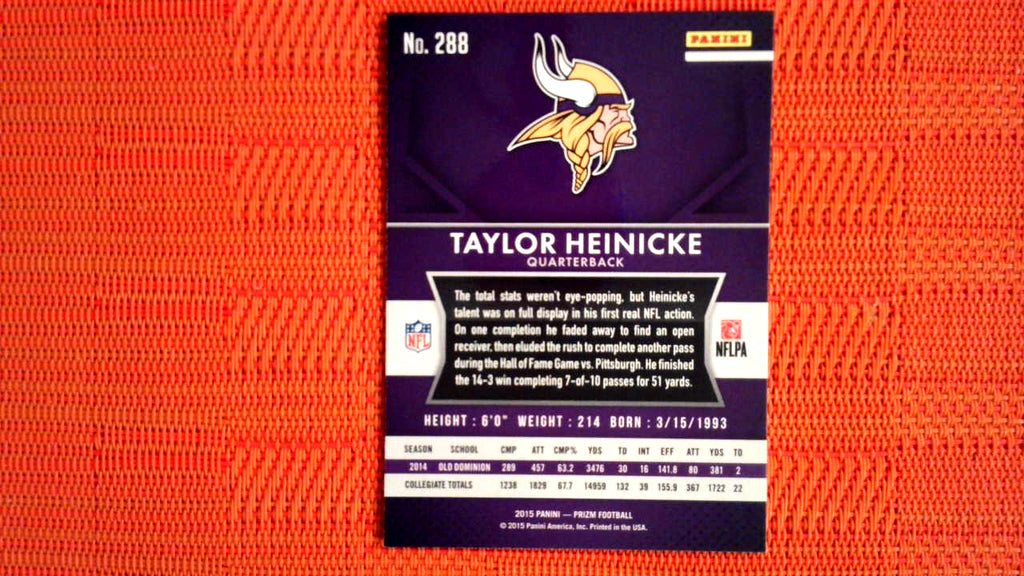 No. 288
PANINI
TAYLOR HEINICKE
QUARTERBACK
The total stats weren't eye-popping, but Heinicke's
talent was on full display in his first real NFL action.
On one completion he faded away to find an open
receiver, then eluded the rush to complete another pass
during the Hall of Fame Game vs. Pittsburgh. He finished
the 14-3 win completing 7-of-10 passes for 51 yards.
NFL
NFLPA
HEIGHT : 6'0" WEIGHT : 214 BORN : 3/15/1993
SEASON SCHOOL CMP ATT CMP% YDS TD INT EFF ATT YDS TD
2014 OLD DOMINION 289 457 63.2 3476 30 16 141.8 80 381 2
COLLEGIATE TOTALS 1238 1829 67.7 14959 132 39 155.9 367 1722 22
2015 PANINI — PRIZM FOOTBALL
© 2015 Panini America, Inc. Printed in the USA.